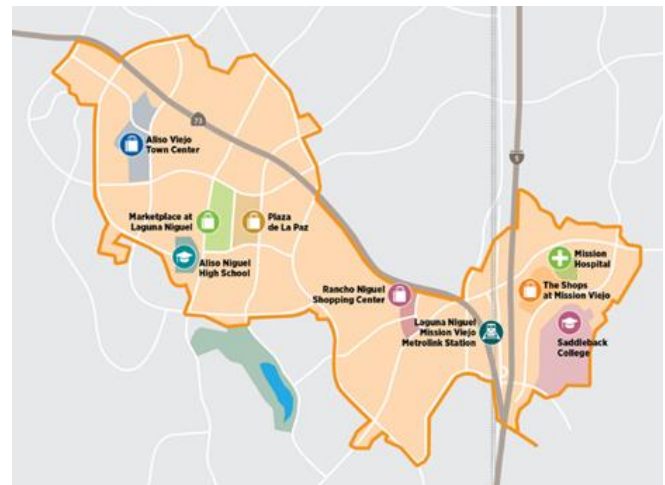 73
5
Aliso Viejo
Town Center
Marketplace at
Laguna Niguel
Plaza
de La Paz
Aliso Niguel
High School
Mission
Hospital
Rancho Niguel
Shopping Center
The Shops
at Mission Viejo
Laguna Niguel
Mission Viejo
Metrolink Station
Saddleback
College